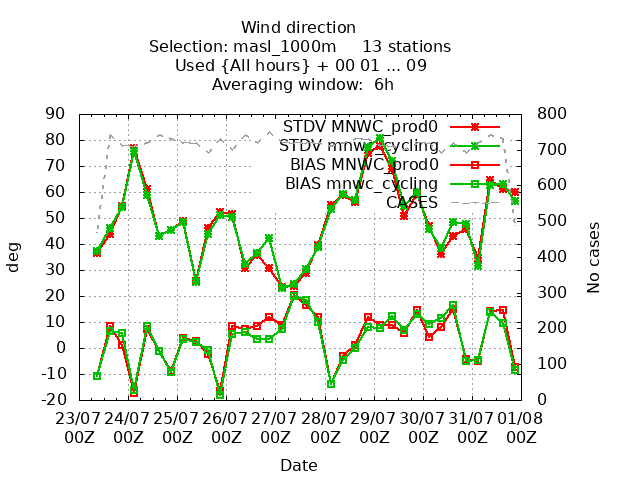 Wind direction
Selection: masl_1000m     13 stations
Used {All hours} + 00 01 ... 09
Averaging window:  6h
90
80
70
60
50
40
30
20
10
0
-10
-20
deg
800
700
600
500
400
300
200
100
0
No cases
STDV MNWC_prod0
STDV mnwc_cycling
BIAS MNWC_prod0
BIAS mnwc_cycling
CASES
23/07 24/07 25/07 26/07 27/07 28/07 29/07 30/07 31/07 01/08
00Z 00Z 00Z 00Z 00Z 00Z 00Z 00Z 00Z 00Z
Date